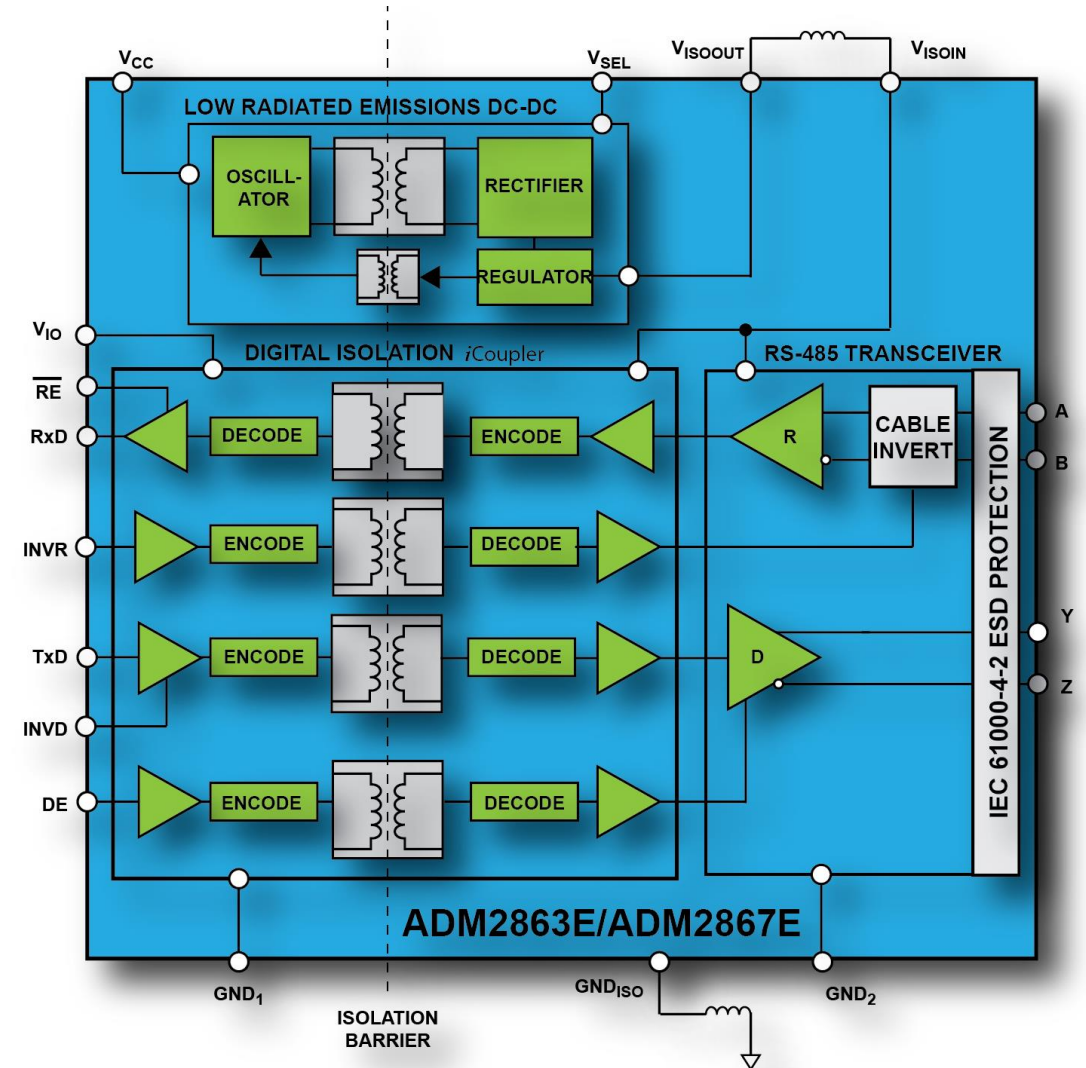 VCC
VSEL
VISOOUT
VISOIN
LOW RADIATED EMISSIONS DC-DC
OSCILL-
ATOR
RECTIFIER
REGULATOR
VIO
DIGITAL ISOLATION iCoupler
RS-485 TRANSCEIVER
RE
RxD
DECODE
ENCODE
R
CABLE
INVERT
A
B
INVR
ENCODE
DECODE
IEC 61000-4-2 ESD PROTECTION
TxD
ENCODE
DECODE
D
Y
Z
INVD
DE
ENCODE
DECODE
ADM2863E/ADM2867E
GND1
ISOLATION
BARRIER
GNDISO
GND2